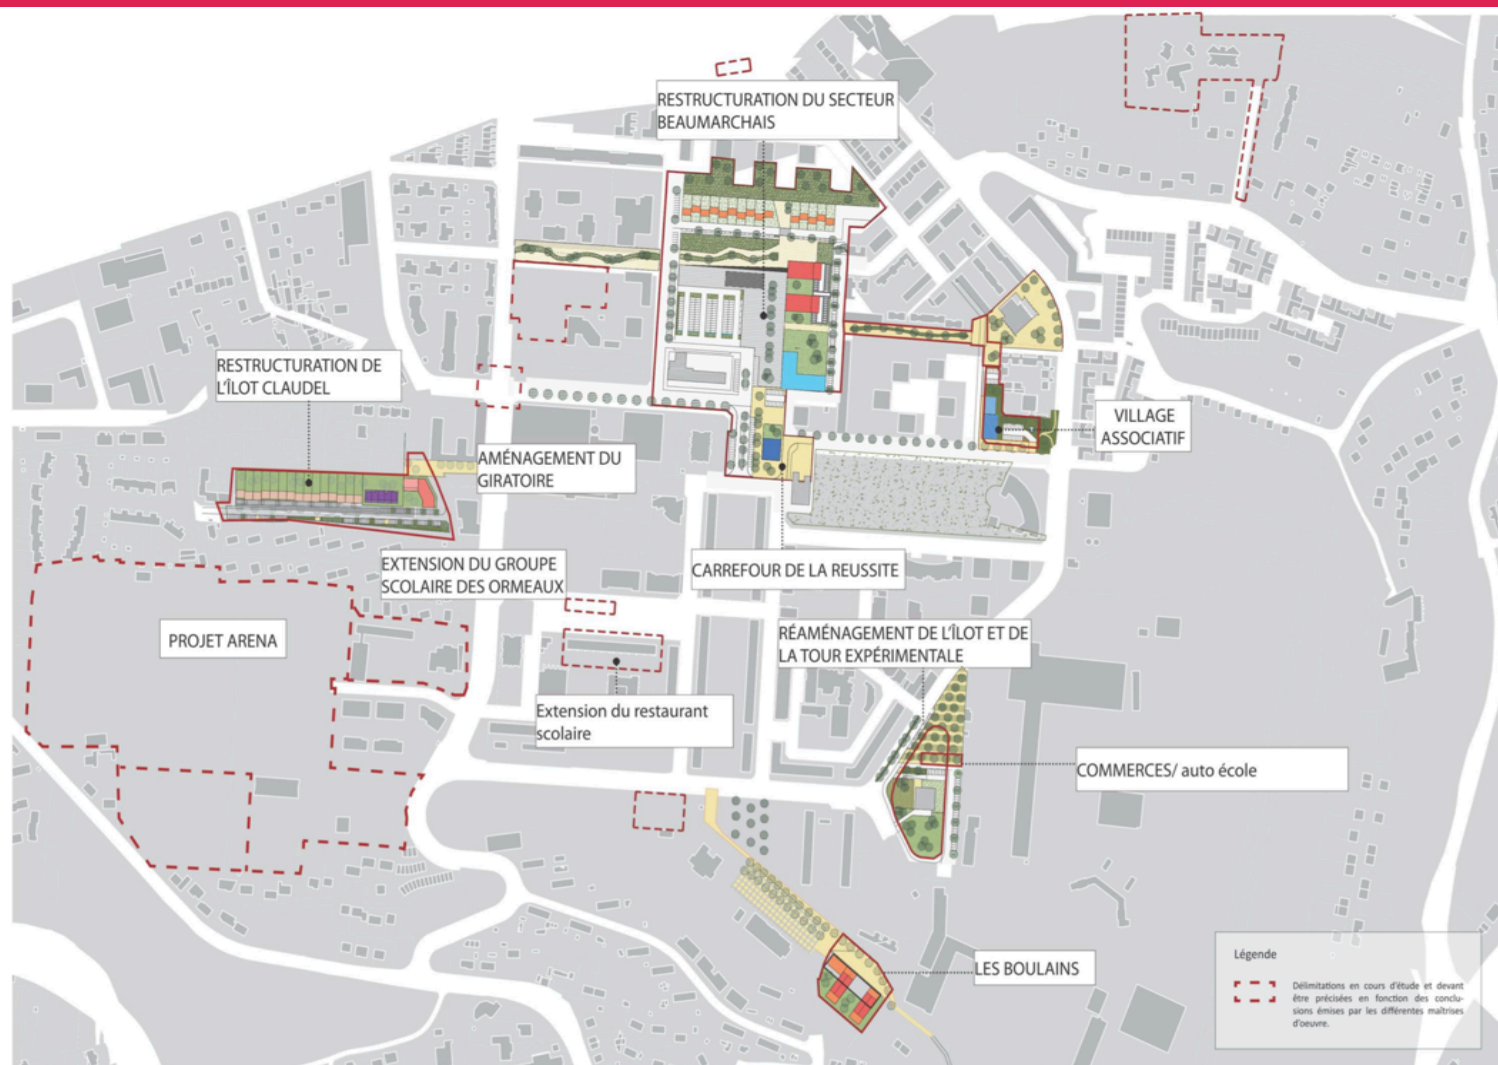 RESTRUCTURATION DU SECTEUR
BEAUMARCHAIS
RESTRUCTURATION DE
L'ÎLOT CLAUDEL
VILLAGE
ASSOCIATIF
AMÉNAGEMENT DU
GIRATOIRE
EXTENSION DU GROUPE
SCOLAIRE DES ORMEAUX
CARREFOUR DE LA REUSSITE
PROJET ARENA
RÉAMÉNAGEMENT DE L'ÎLOT ET DE
LA TOUR EXPÉRIMENTALE
Extension du restaurant
scolaire
COMMERCES/ auto école
LES BOULAINS
Légende
Délimitations en cours d'étude et devant
être précisées en fonction des conclu-
sions émises par les différentes maîtrises
d'oeuvre.